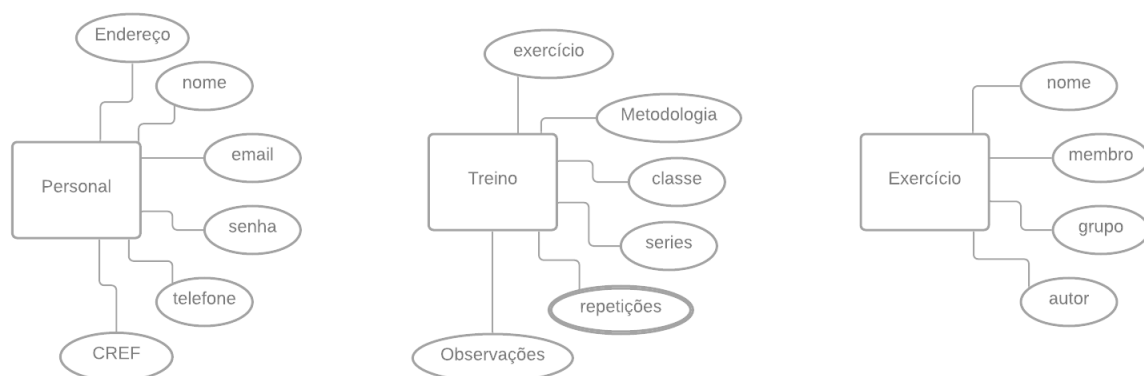 Endereço
nome
email
Personal
senha
telefone
CREF
exercício
Metodologia
Treino
classe
series
repetições
Observações
nome
membro
Exercício
grupo
autor